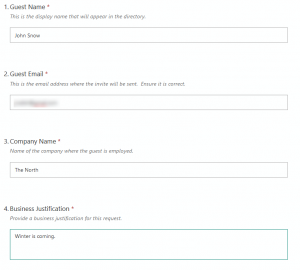 1. Guest Name *
This is the display name that will appear in the directory.
John Snow
2. Guest Email *
This is the email address where the invite will be sent. Ensure it is correct.
3. Company Name *
Name of the company where the guest is employed.
The North
4. Business Justification *
Provide a business justification for this request.
Winter is coming.